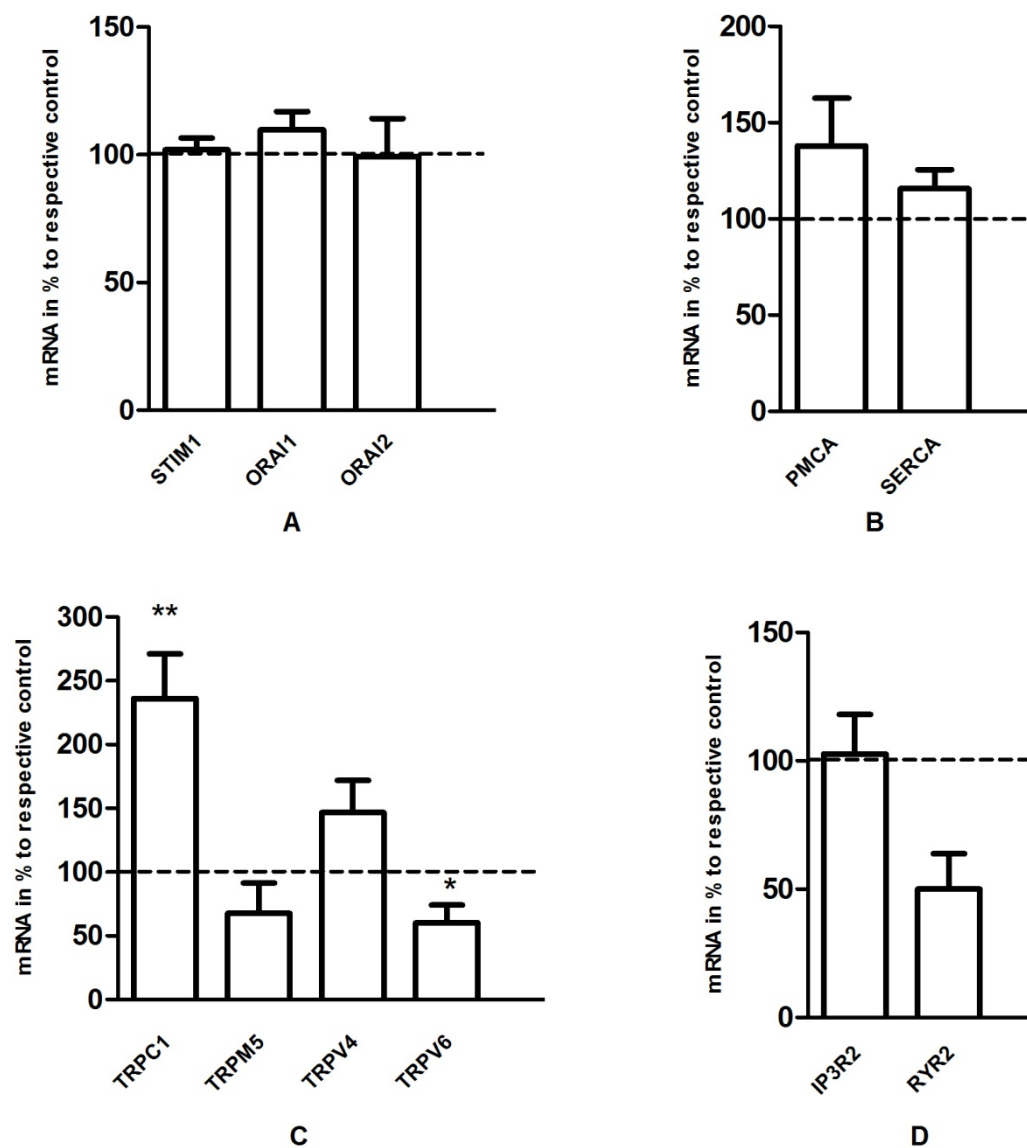 mRNA in % to respective control
150
100
50
0
STIM1
ORAI1
ORAI2
A
mRNA in % to respective control
200
150
100
50
0
PMCA
SERCA
B
mRNA in % to respective control
300
250
200
150
100
50
0
**
*
TRPC1
TRPM5
TRPV4
TRPV6
C
mRNA in % to respective control
150
100
50
0
IP3R2
RYR2
D